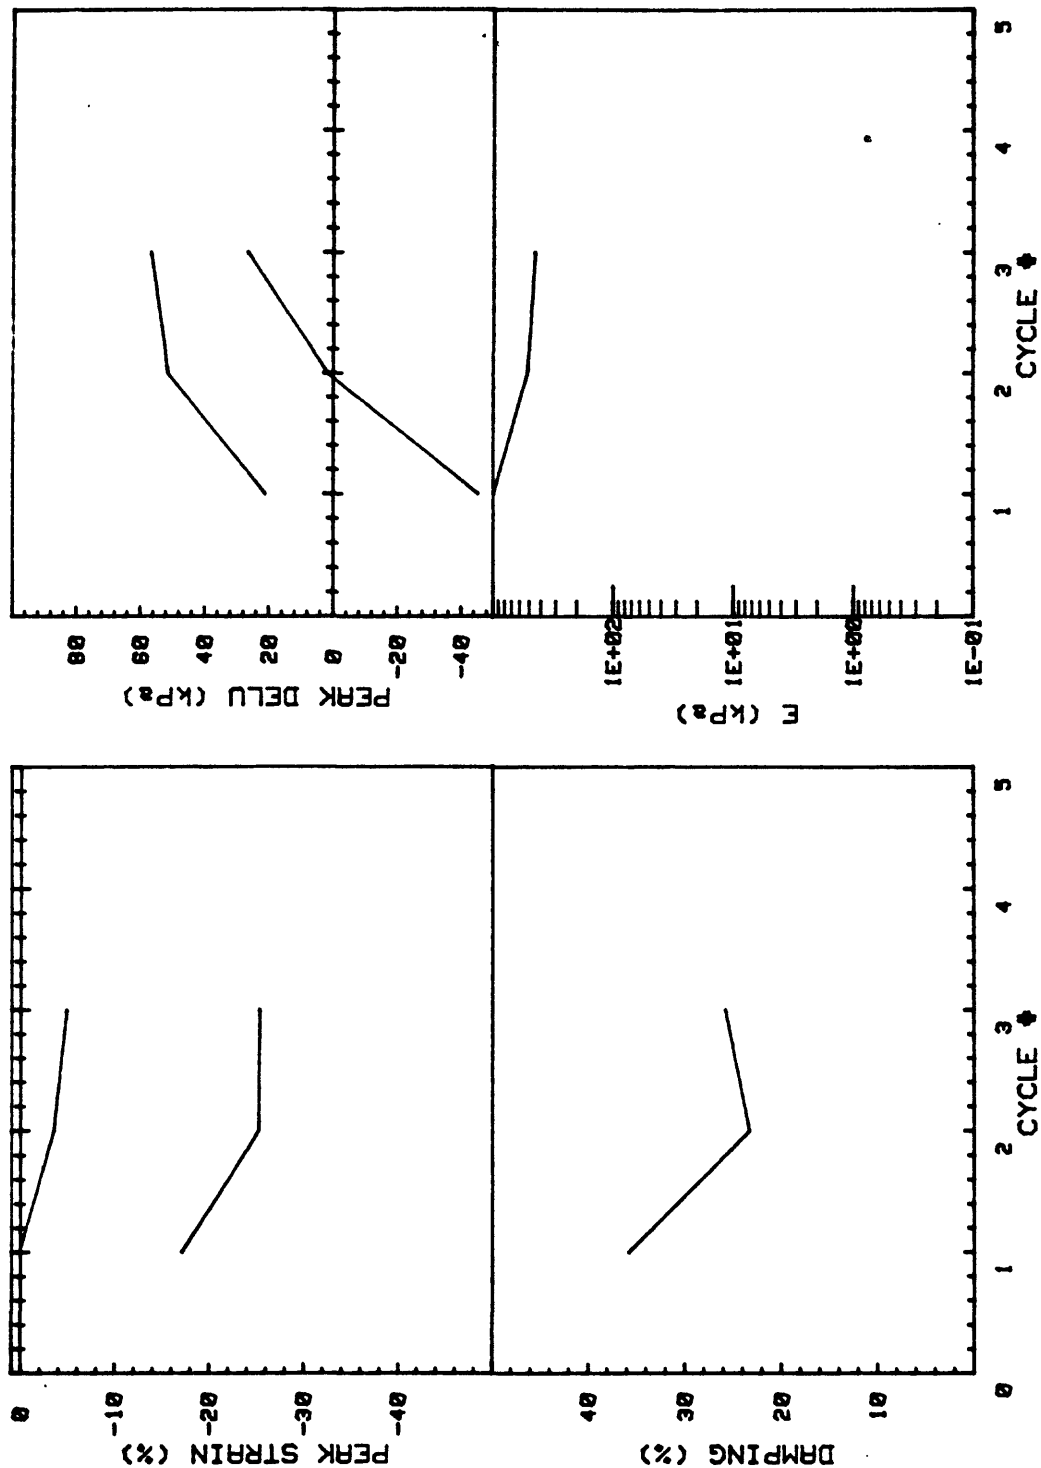 PEAK DELU (kPa)
80
60
40
20
0
-20
-40
E (kPa)
1E+02
1E+01
1E+00
1E-01
1
2
3
4
5
CYCLE #
PEAK STRAIN (%)
0
-10
-20
-30
-40
DAMPING (%)
40
30
20
10
0
1
2
3
4
5
CYCLE #